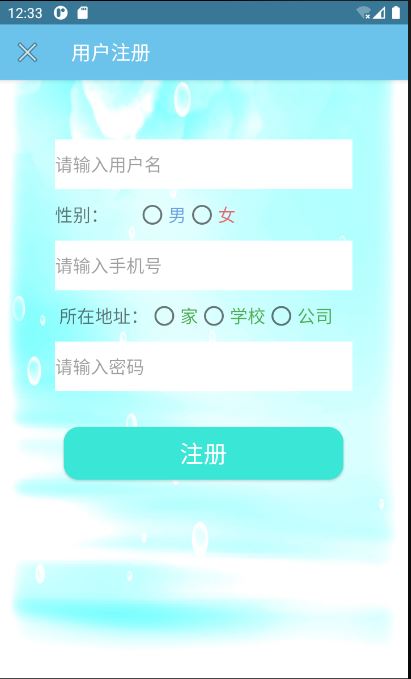 12:33
用户注册
请输入用户名
性别： 男 女
请输入手机号
所在地址： 家 学校 公司
请输入密码
注册